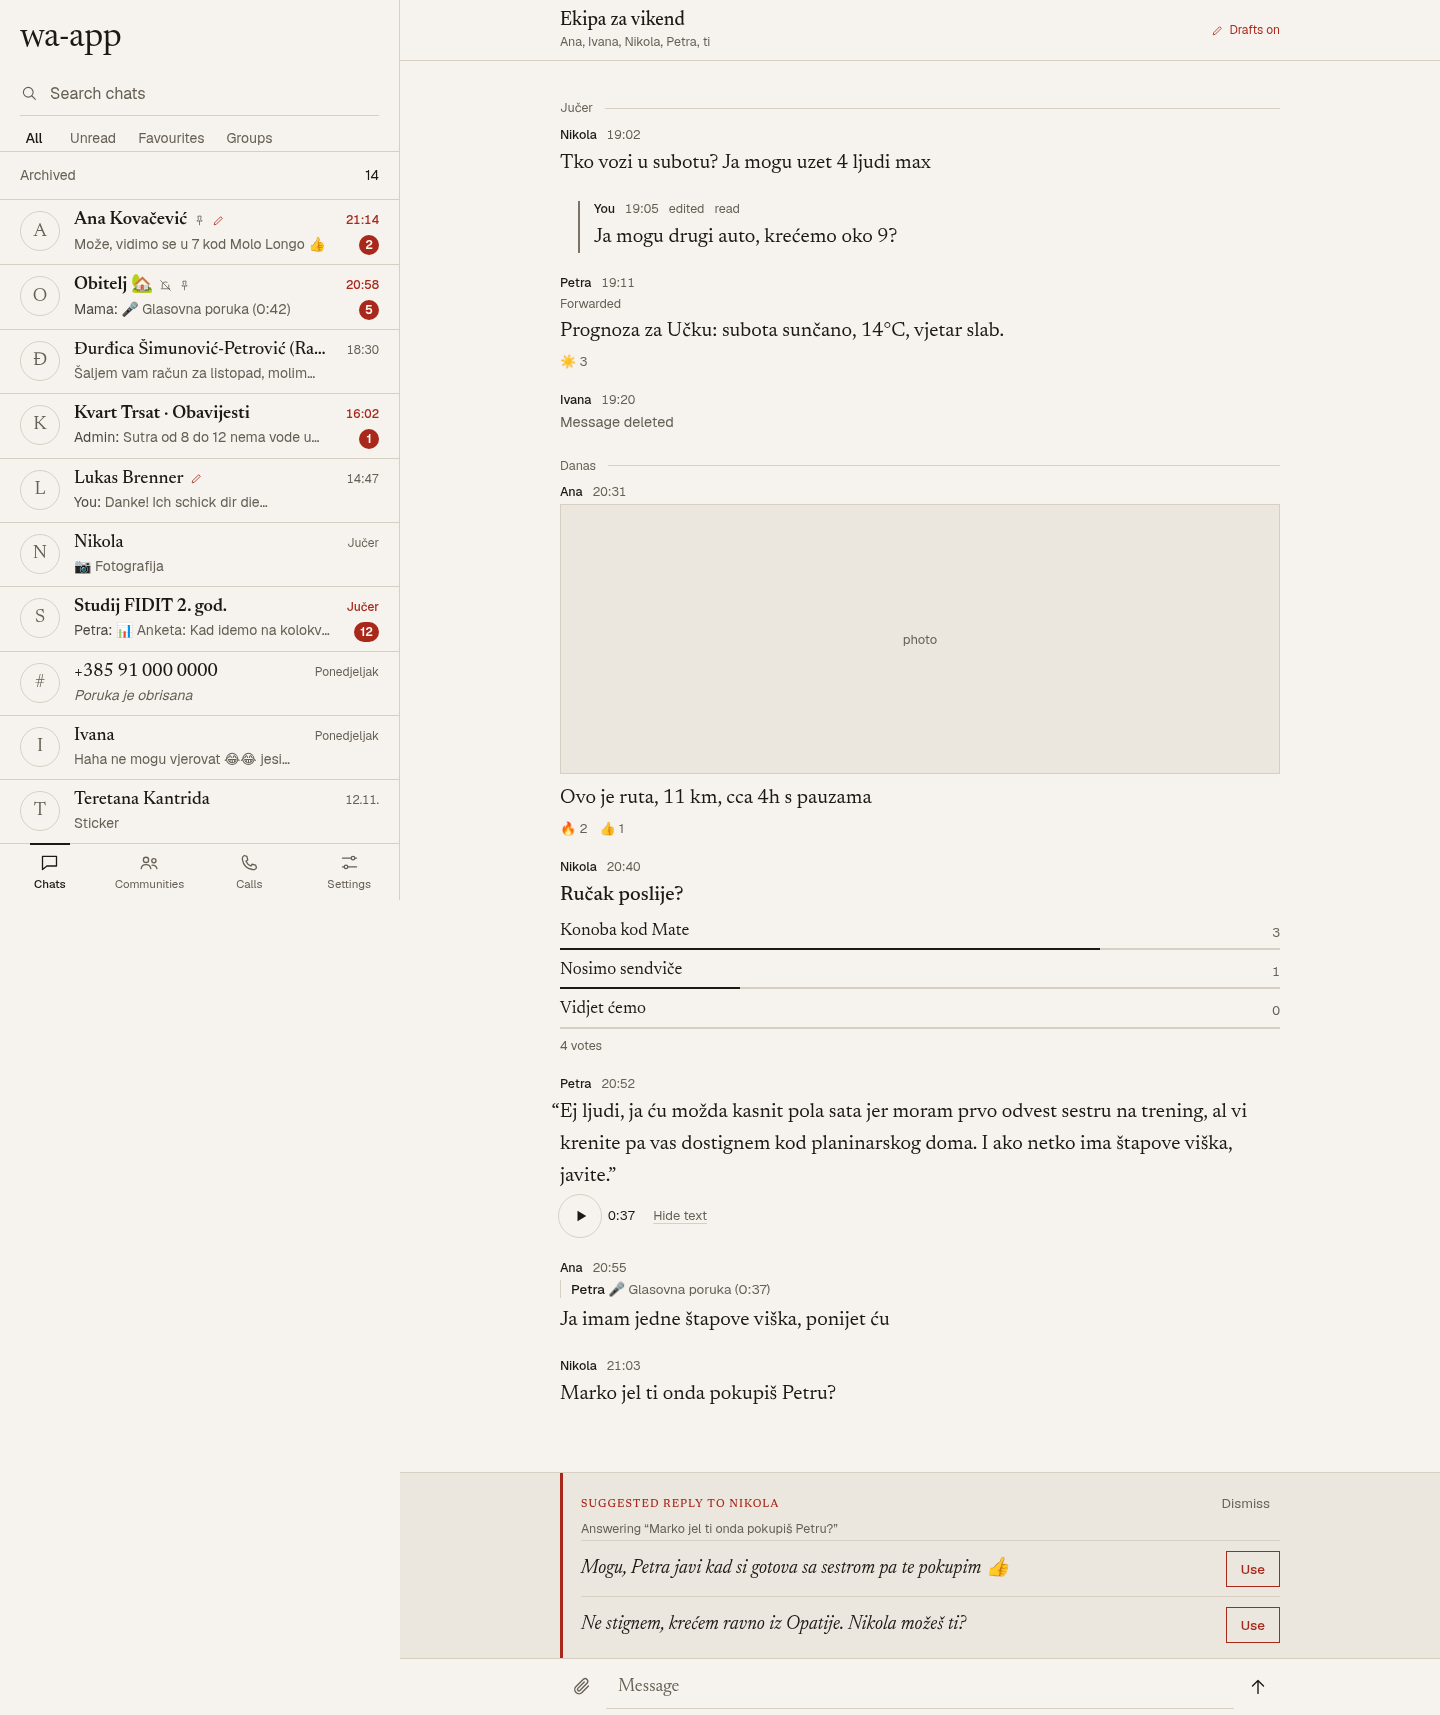 wa-app
Search chats
All Unread Favourites Groups
Archived 14
A Ana Kovačević 21:14
Može, vidimo se u 7 kod Molo Longo 👍 2
O Obitelj 🏡 20:58
Mama: 🎤 Glasovna poruka (0:42) 5
Đ Đurđica Šimunović-Petrović (Ra... 18:30
Šaljem vam račun za listopad, molim...
K Kvart Trsat · Obavijesti 16:02
Admin: Sutra od 8 do 12 nema vode u... 1
L Lukas Brenner 14:47
You: Danke! Ich schick dir die...
N Nikola Jučer
📷 Fotografija
S Studij FIDIT 2. god. Jučer
Petra: 📊 Anketa: Kad idemo na kolokv... 12
# +385 91 000 0000 Ponedjeljak
Poruka je obrisana
I Ivana Ponedjeljak
Haha ne mogu vjerovat 😂😂 jesi...
T Teretana Kantrida 12.11.
Sticker
Chats Communities Calls Settings
Ekipa za vikend
Ana, Ivana, Nikola, Petra, ti
Drafts on
Jučer
Nikola 19:02
Tko vozi u subotu? Ja mogu uzet 4 ljudi max
You 19:05 edited read
Ja mogu drugi auto, krećemo oko 9?
Petra 19:11
Forwarded
Prognoza za Učku: subota sunčano, 14°C, vjetar slab.
☀️ 3
Ivana 19:20
Message deleted
Danas
Ana 20:31
photo
Ovo je ruta, 11 km, cca 4h s pauzama
🔥 2 👍 1
Nikola 20:40
Ručak poslije?
Konoba kod Mate 3
Nosimo sendviče 1
Vidjet ćemo 0
4 votes
Petra 20:52
“Ej ljudi, ja ću možda kasnit pola sata jer moram prvo odvest sestru na trening, al vi
krenite pa vas dostignem kod planinarskog doma. I ako netko ima štapove viška,
javite.”
0:37 Hide text
Ana 20:55
Petra 🎤 Glasovna poruka (0:37)
Ja imam jedne štapove viška, ponijet ću
Nikola 21:03
Marko jel ti onda pokupiš Petru?
SUGGESTED REPLY TO NIKOLA Dismiss
Answering “Marko jel ti onda pokupiš Petru?”
Mogu, Petra javi kad si gotova sa sestrom pa te pokupim 👍 Use
Ne stignem, krećem ravno iz Opatije. Nikola možeš ti? Use
Message